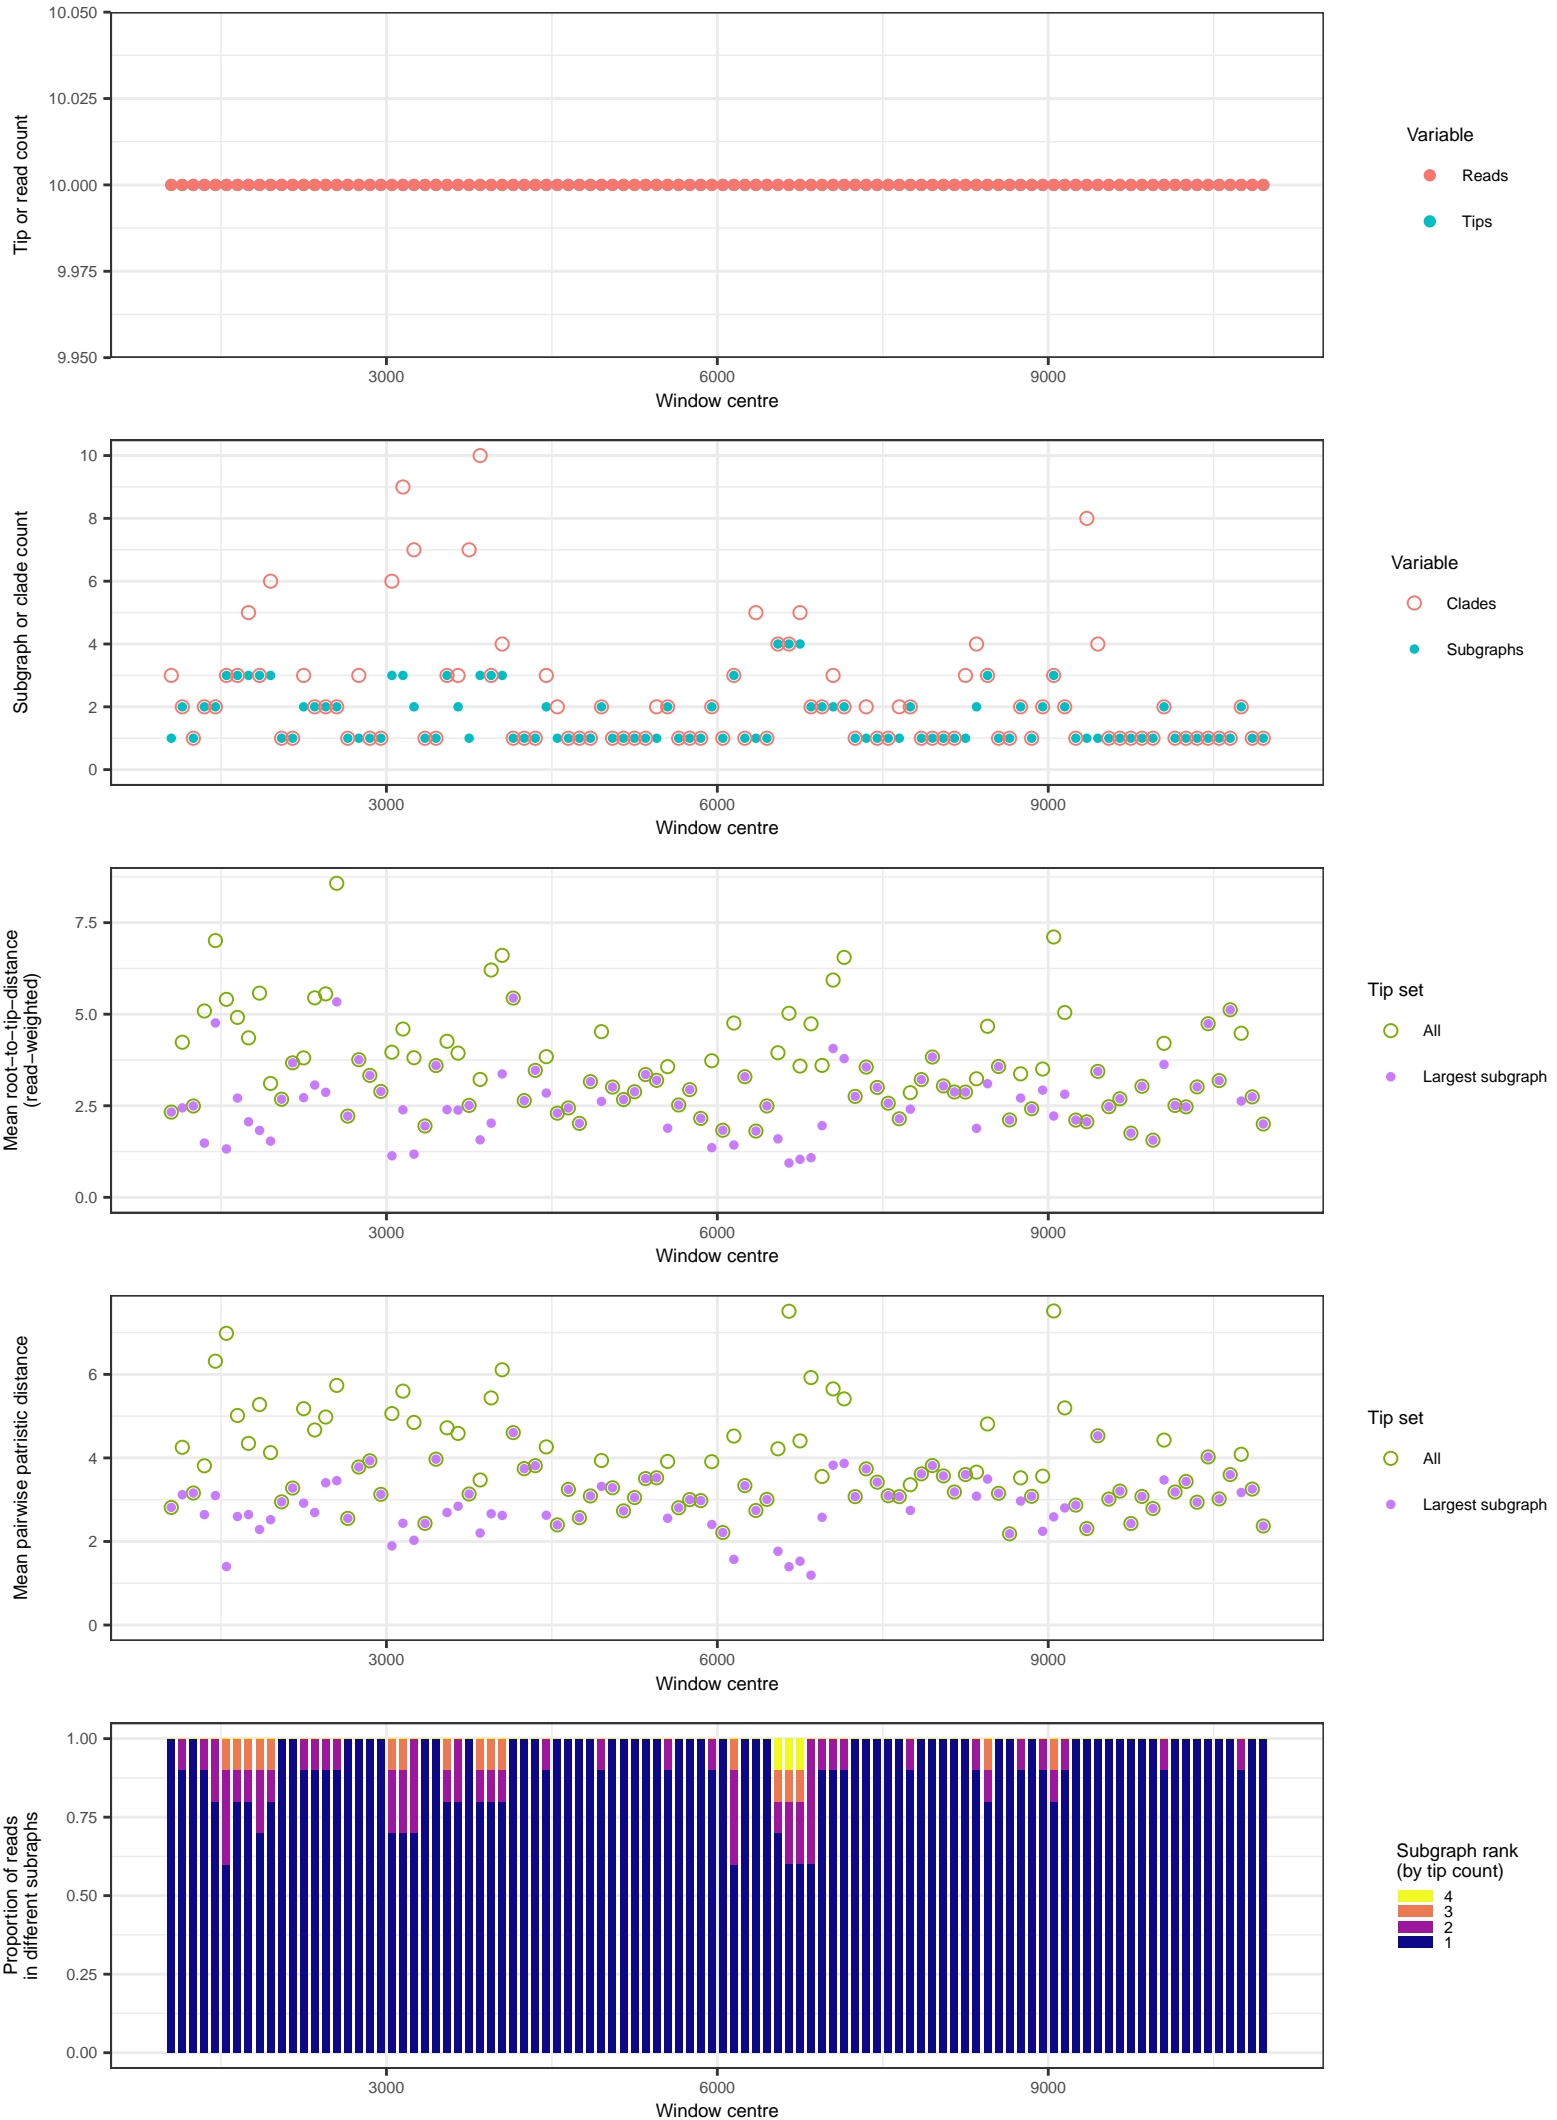 10.050
10.025
10.000
9.975
9.950
Tip or read count
3000
6000
9000
Window centre
Variable
Reads
Tips
10
8
6
4
2
0
Subgraph or clade count
3000
6000
9000
Window centre
Variable
Clades
Subgraphs
7.5
5.0
2.5
0.0
Mean root−to−tip−distance
(read−weighted)
3000
6000
9000
Window centre
Tip set
All
Largest subgraph
6
4
2
0
Mean pairwise patristic distance
3000
6000
9000
Window centre
Tip set
All
Largest subgraph
1.00
0.75
0.50
0.25
0.00
Proportion of reads
in different subraphs
3000
6000
9000
Window centre
Subgraph rank
(by tip count)
4
3
2
1